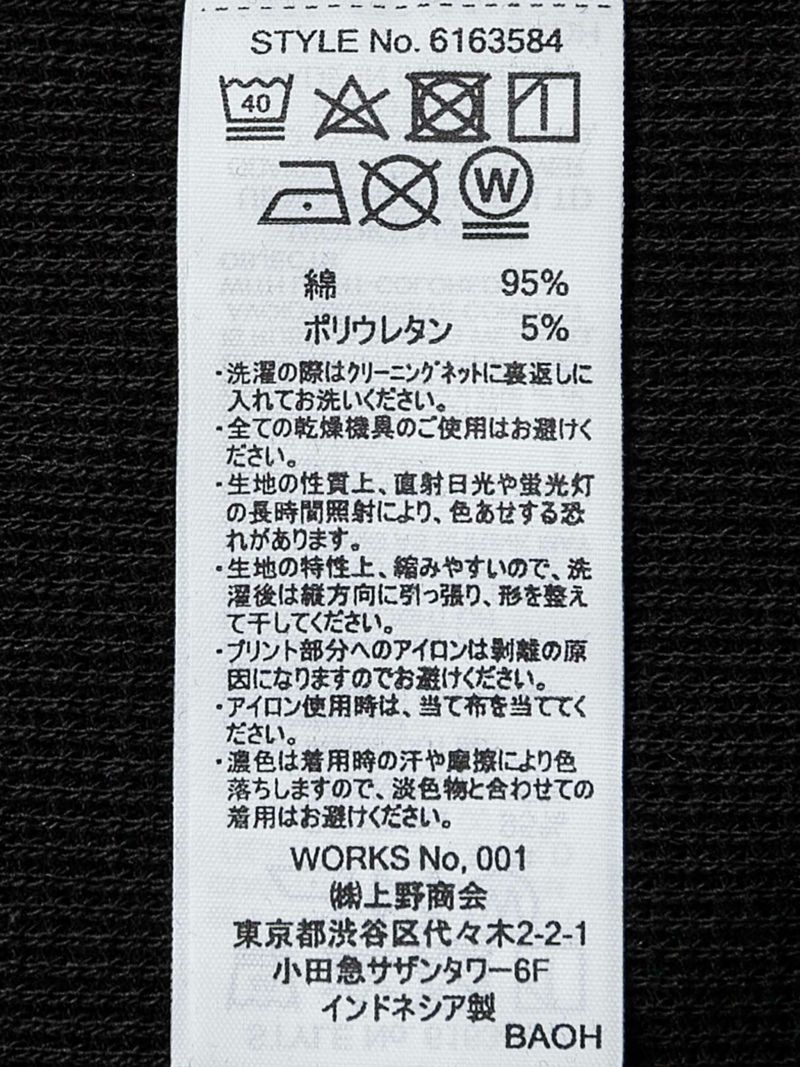 STYLE No. 6163584
40
W
綿 95%
ポリウレタン 5%
・洗濯の際はクリーニングネットに裏返しに
入れてお洗いください。
・全ての乾燥機具のご使用はお避けく
ださい。
・生地の性質上、直射日光や蛍光灯
の長時間照射により、色あせする恐
れがあります。
・生地の特性上、縮みやすいので、洗
濯後は縦方向に引っ張り、形を整え
て干してください。
・プリント部分へのアイロンは剥離の原
因になりますのでお避けください。
・アイロン使用時は、当て布を当ててく
ださい。
・濃色は着用時の汗や摩擦により色
落ちしますので、淡色物と合わせての
着用はお避けください。
WORKS No, 001
㈱上野商会
東京都渋谷区代々木2-2-1
小田急サザンタワー6F
インドネシア製
BAOH